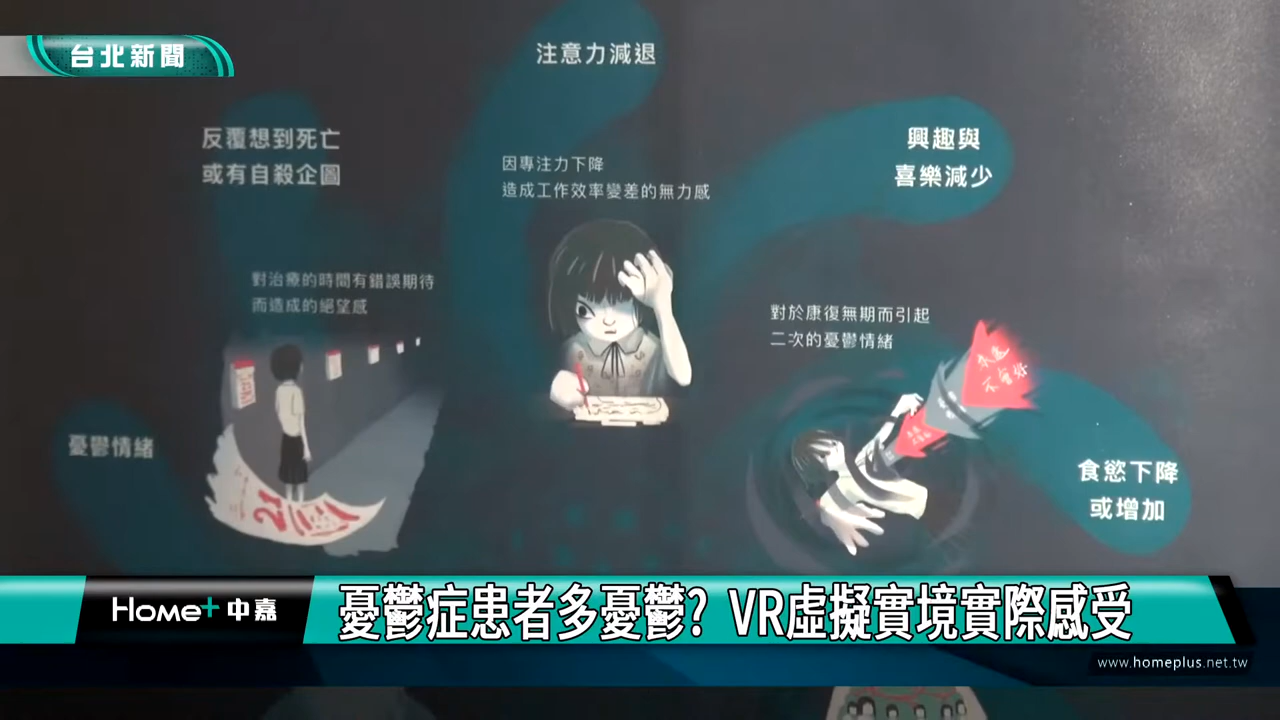 台北新聞
注意力減退
反覆想到死亡
或有自殺企圖
因專注力下降
造成工作效率變差的無力感
興趣與
喜樂減少
對治療的時間有錯誤期待
而造成的絕望感
對於康復無期而引起
二次的憂鬱情緒
永遠
不會好
憂鬱情緒
食慾下降
或增加
Home+中嘉
憂鬱症患者多憂鬱? VR虛擬實境實際感受
www.homeplus.net.tw